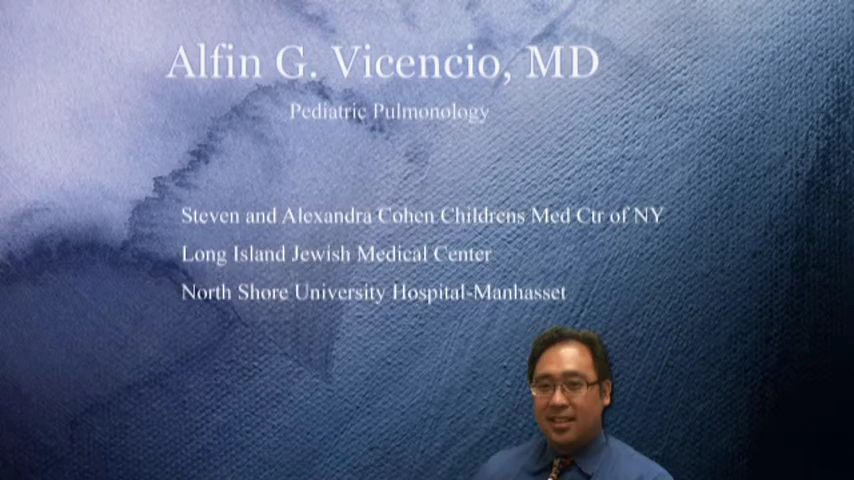 Alfin G. Vicencio, MD
Pediatric Pulmonology
Steven and Alexandra Cohen Childrens Med Ctr of NY
Long Island Jewish Medical Center
North Shore University Hospital-Manhasset